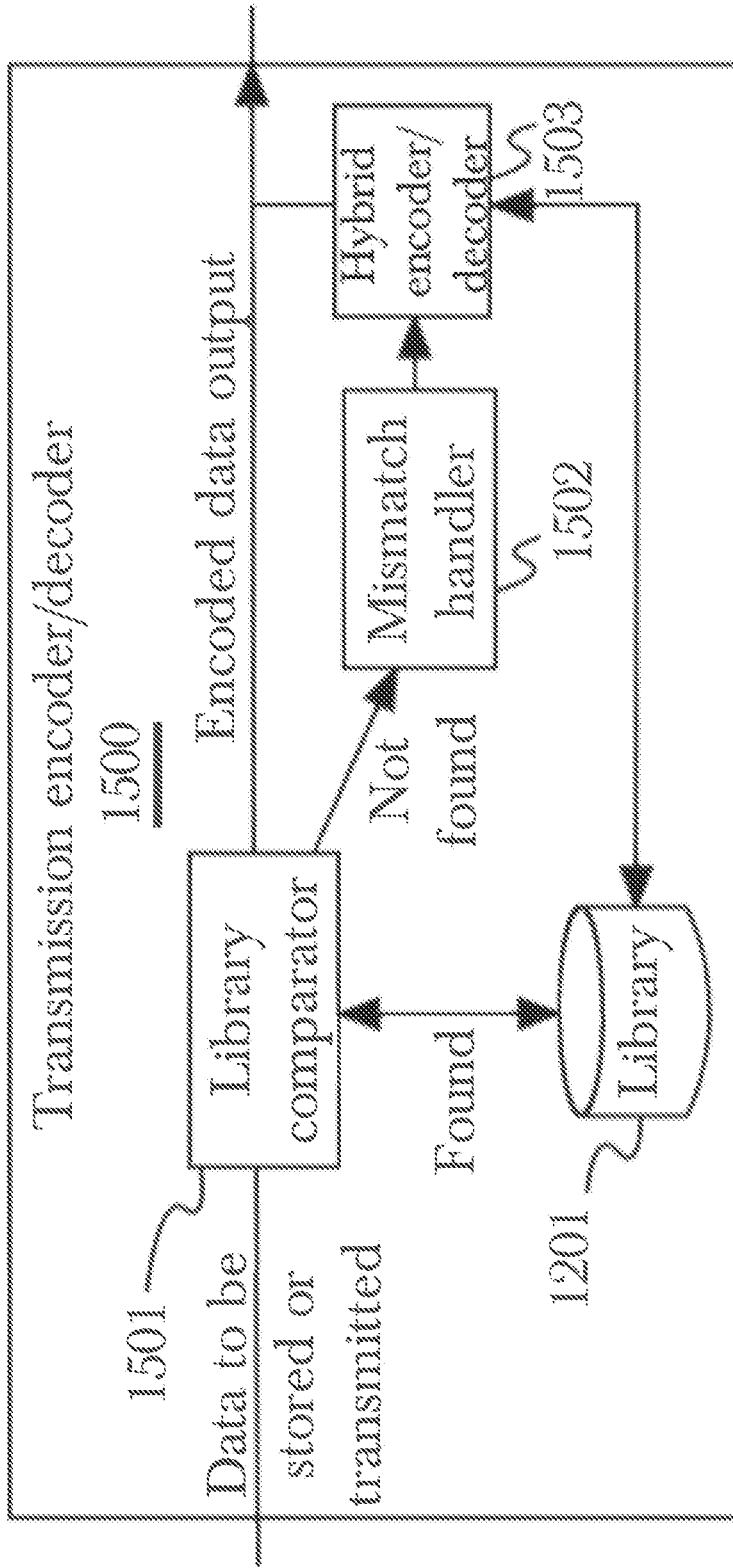 Transmission encoder/decoder
1500
1501
Data to be
stored or
transmitted
Library
comparator
Encoded data output
Found
Not
found
Mismatch
handler
1502
Hybrid
encoder/
decoder
1503
Library
1201